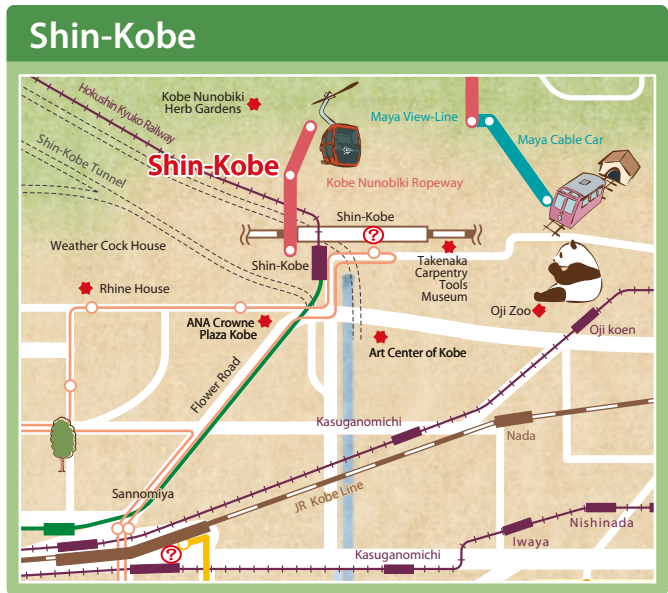 Shin-Kobe
Hokushin Kyuko Railway
Kobe Nunobiki
Herb Gardens
Maya View-Line
Maya Cable Car
Shin-Kobe Tunnel
Shin-Kobe
Kobe Nunobiki Ropeway
Shin-Kobe
?
Weather Cock House
Shin-Kobe
Takenaka
Carpentry
Tools
Museum
Rhine House
Oji Zoo
ANA Crowne
Plaza Kobe
Oji koen
Art Center of Kobe
Flower Road
Kasuganomichi
Nada
Sannomiya
JR Kobe Line
Nishinada
Iwaya
?
Kasuganomichi